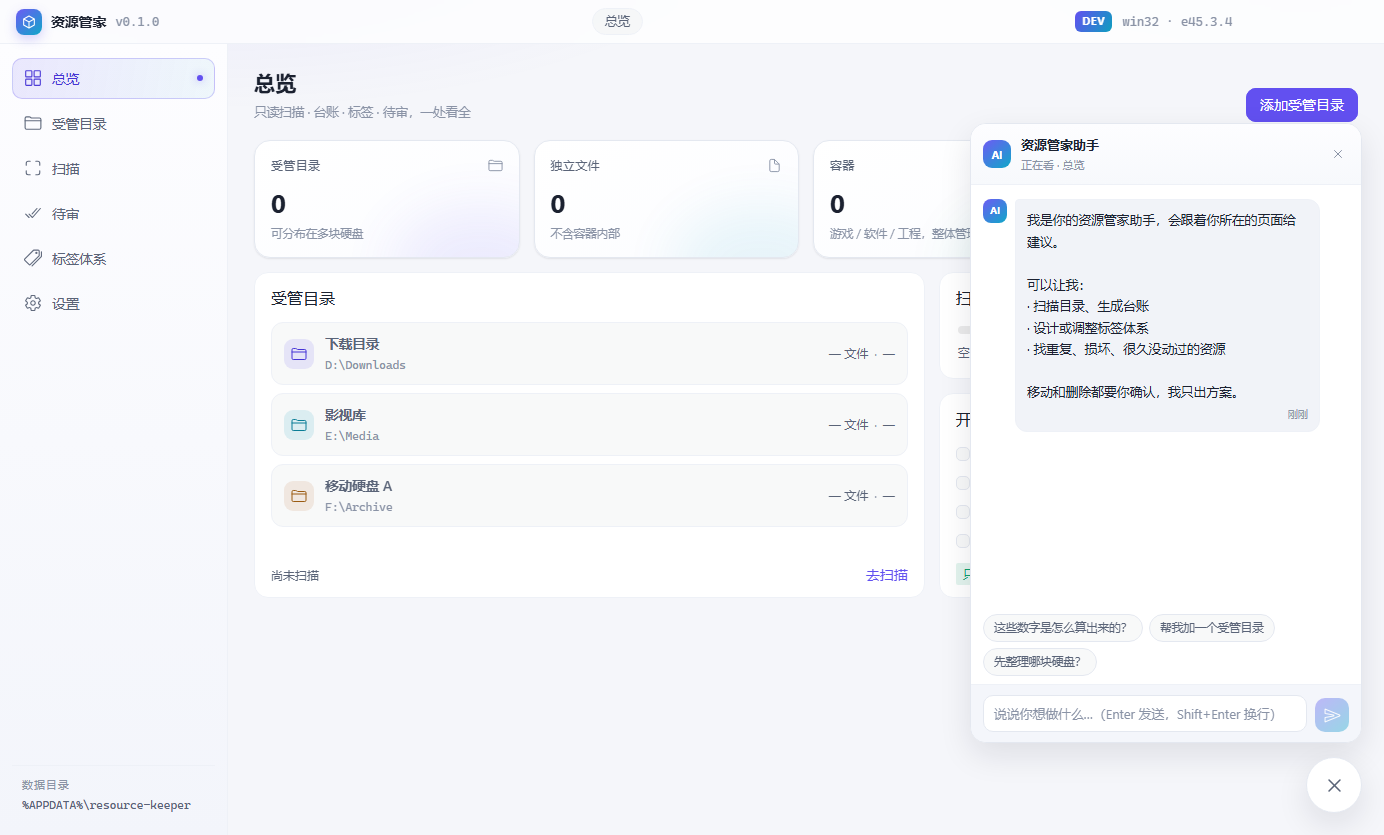 资源管家 v0.1.0
总览
DEV win32 · e45.3.4
总览
受管目录
扫描
待审
标签体系
设置
数据目录
%APPDATA%\resource-keeper
总览
只读扫描 · 台账 · 标签 · 待审，一处看全
添加受管目录
受管目录
0
可分布在多块硬盘
独立文件
0
不含容器内部
容器
0
游戏 / 软件 / 工程，整体管理
受管目录
下载目录
D:\Downloads
— 文件 · —
影视库
E:\Media
— 文件 · —
移动硬盘 A
F:\Archive
— 文件 · —
尚未扫描
去扫描
扫
空
开
AI
资源管家助手
正在看 · 总览
AI
我是你的资源管家助手，会跟着你所在的页面给
建议。
可以让我：
· 扫描目录、生成台账
· 设计或调整标签体系
· 找重复、损坏、很久没动过的资源
移动和删除都要你确认，我只出方案。
刚刚
这些数字是怎么算出来的？
帮我加一个受管目录
先整理哪块硬盘？
说说你想做什么…（Enter 发送，Shift+Enter 换行）